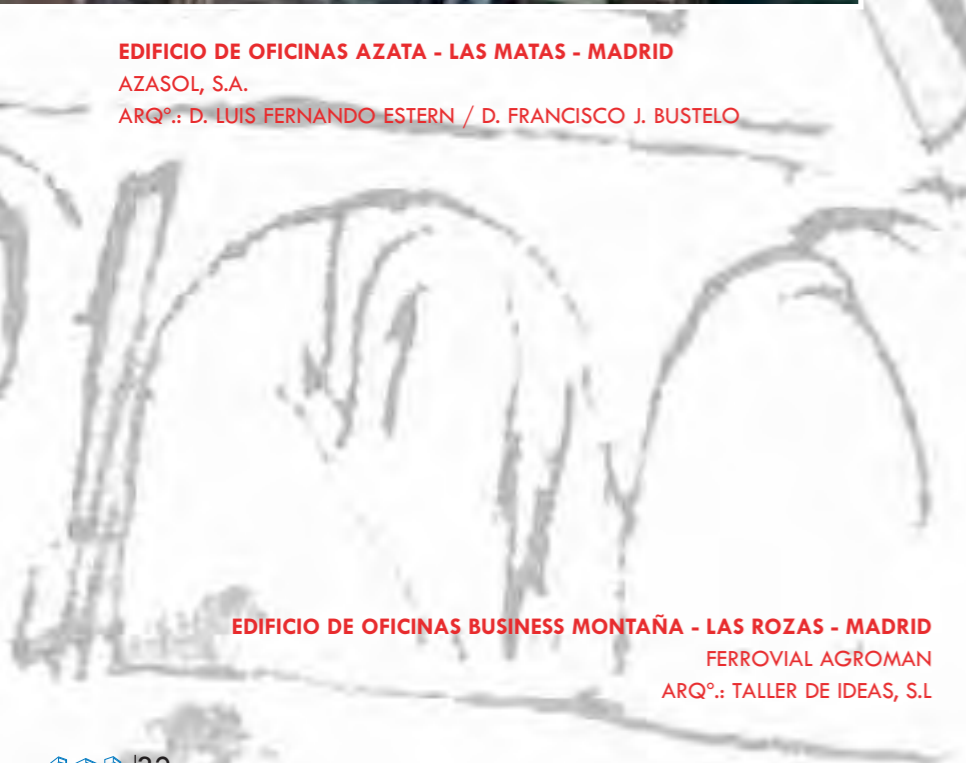 EDIFICIO DE OFICINAS AZATA - LAS MATAS - MADRID
AZASOL, S.A.
ARQº.: D. LUIS FERNANDO ESTERN / D. FRANCISCO J. BUSTELO
EDIFICIO DE OFICINAS BUSINESS MONTAÑA - LAS ROZAS - MADRID
FERROVIAL AGROMAN
ARQº.: TALLER DE IDEAS, S.L